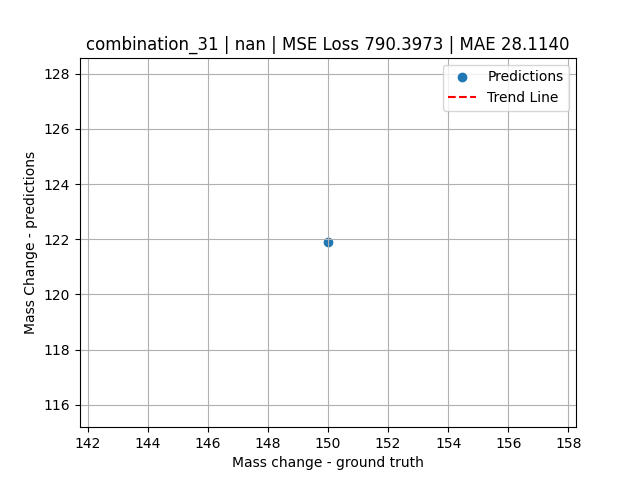 combination_31 | nan | MSE Loss 790.3973 | MAE 28.1140
Predictions
Trend Line
128
126
124
122
120
118
116
Mass Change - predictions
142 144 146 148 150 152 154 156 158
Mass change - ground truth